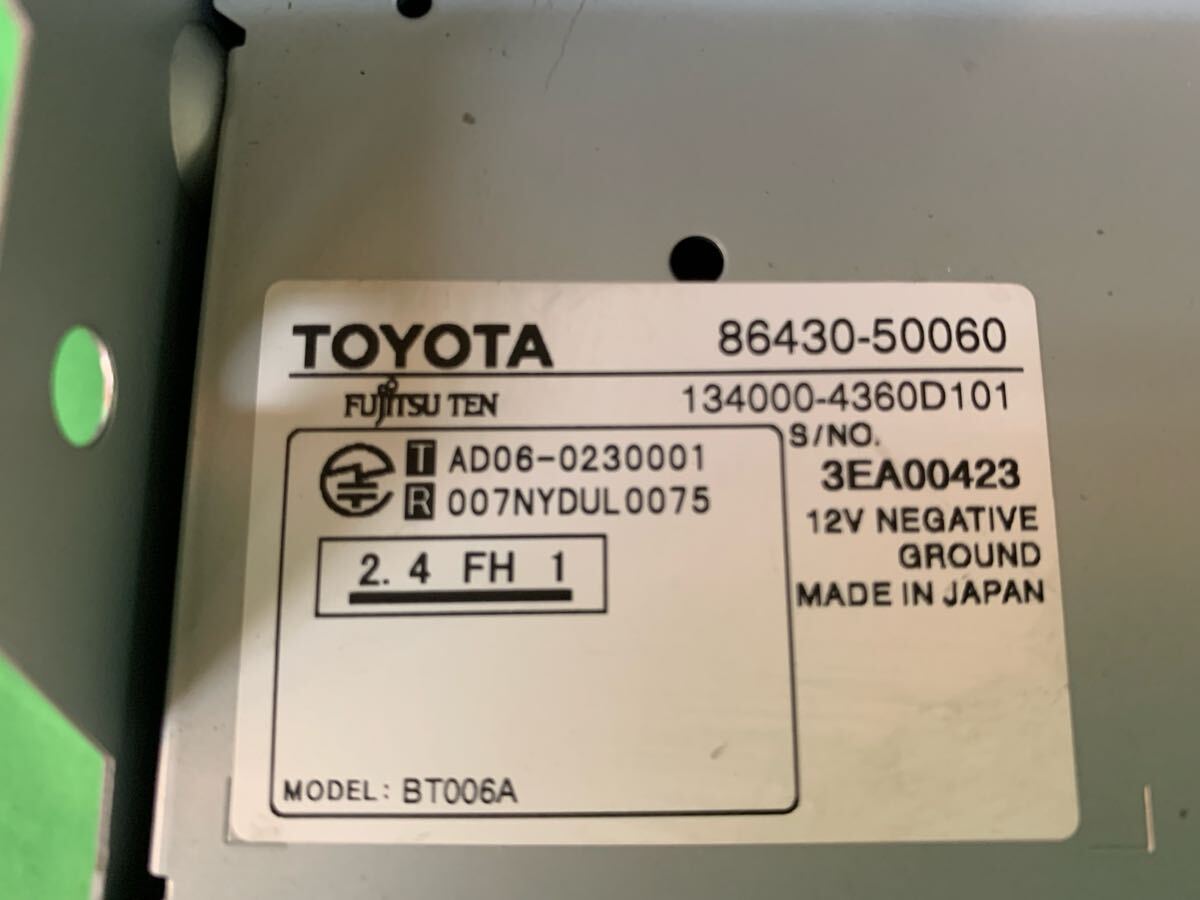 TOYOTA 86430-50060
FUJITSU TEN 134000-4360D101
S/NO.
3EA00423
12V NEGATIVE
GROUND
MADE IN JAPAN
T AD06-0230001
R 007NYDUL0075
2.4 FH 1
MODEL: BT006A